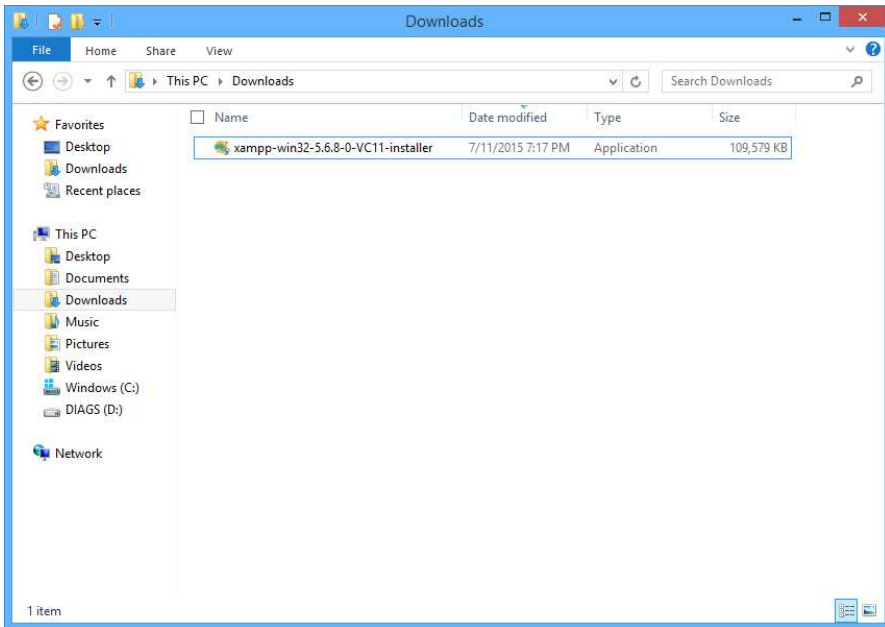 Downloads
File Home Share View
This PC Downloads Search Downloads
Name Date modified Type Size
xampp-win32-5.6.8-0-VC11-installer 7/11/2015 7:17 PM Application 109,579 KB
Favorites
Desktop
Downloads
Recent places
This PC
Desktop
Documents
Downloads
Music
Pictures
Videos
Windows (C:)
DIAGS (D:)
Network
1 item